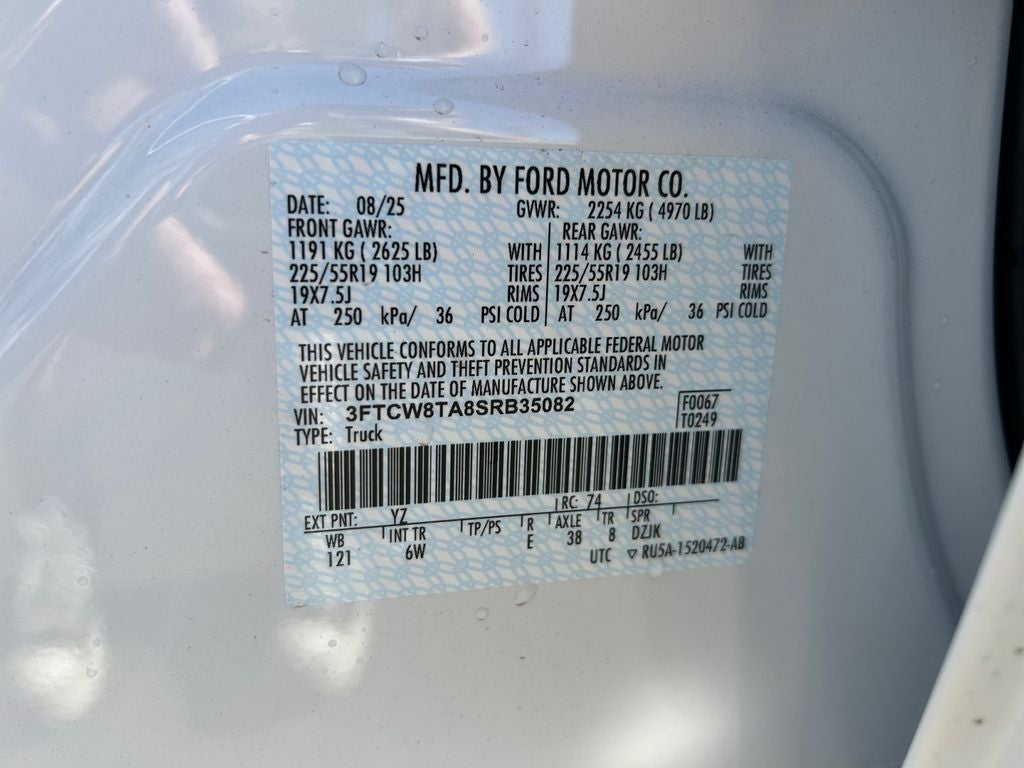 MFD. BY FORD MOTOR CO.
DATE: 08/25 GVWR: 2254 KG ( 4970 LB)
FRONT GAWR: REAR GAWR:
1191 KG ( 2625 LB) WITH 1114 KG ( 2455 LB) WITH
225/55R19 103H TIRES 225/55R19 103H TIRES
19X7.5J RIMS 19X7.5J RIMS
AT 250 kPa/ 36 PSI COLD AT 250 kPa/ 36 PSI COLD
THIS VEHICLE CONFORMS TO ALL APPLICABLE FEDERAL MOTOR
VEHICLE SAFETY AND THEFT PREVENTION STANDARDS IN
EFFECT ON THE DATE OF MANUFACTURE SHOWN ABOVE.
VIN: 3FTCW8TA8SRB35082 F0067
TYPE: Truck T0249
EXT PNT: YZ RC: 74 DSO:
WB INT TR TP/PS R AXLE TR SPR
121 6W E 38 8 DZJK
UTC ▽ RU5A-1520472-AB